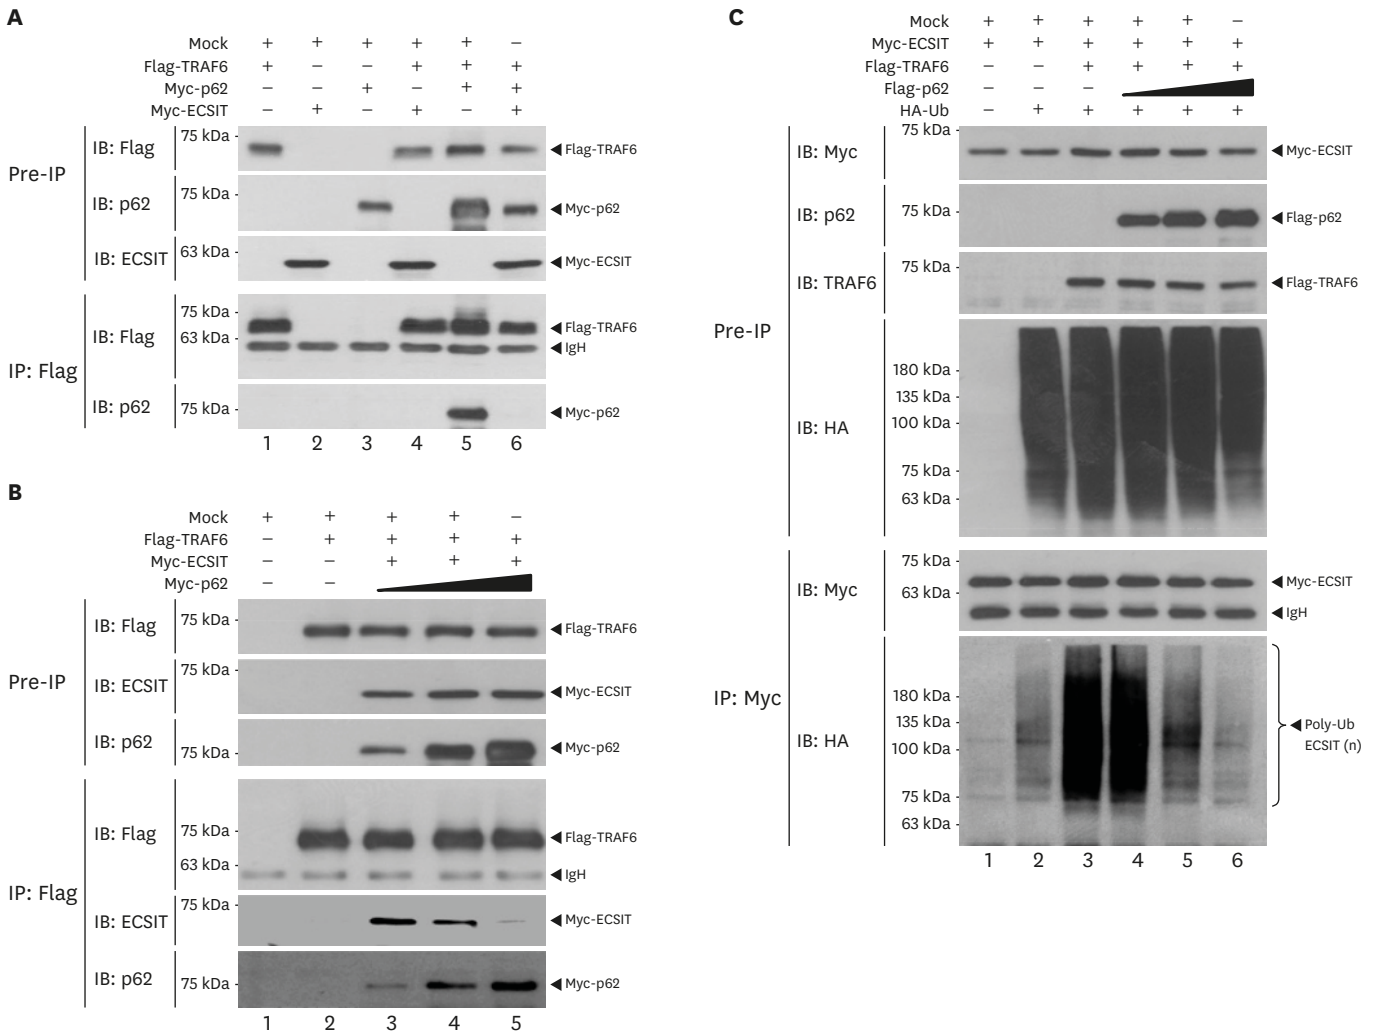 A
Mock + + + + + –
Flag-TRAF6 + – – + + +
Myc-p62 – – + – + +
Myc-ECSIT – + – + – +
Pre-IP
IB: Flag 75 kDa - Flag-TRAF6
IB: p62 75 kDa - Myc-p62
IB: ECSIT 63 kDa - Myc-ECSIT
IP: Flag
IB: Flag 75 kDa - Flag-TRAF6
63 kDa - IgH
IB: p62 75 kDa - Myc-p62
1 2 3 4 5 6
B
Mock + + + + –
Flag-TRAF6 – + + + +
Myc-ECSIT – – + + +
Myc-p62 – –
Pre-IP
IB: Flag 75 kDa - Flag-TRAF6
IB: ECSIT 75 kDa - Myc-ECSIT
IB: p62 75 kDa - Myc-p62
IP: Flag
IB: Flag 75 kDa - Flag-TRAF6
63 kDa - IgH
IB: ECSIT 75 kDa - Myc-ECSIT
IB: p62 75 kDa - Myc-p62
1 2 3 4 5
C
Mock + + + + + –
Myc-ECSIT + + + + + +
Flag-TRAF6 – – + + + +
Flag-p62 – – –
HA-Ub – + + + + +
Pre-IP
IB: Myc 75 kDa - Myc-ECSIT
IB: p62 75 kDa - Flag-p62
IB: TRAF6 75 kDa - Flag-TRAF6
IB: HA
180 kDa -
135 kDa -
100 kDa -
75 kDa -
63 kDa -
IP: Myc
IB: Myc 75 kDa - Myc-ECSIT
63 kDa - IgH
IB: HA
180 kDa -
135 kDa - Poly-Ub
100 kDa - ECSIT (n)
75 kDa -
63 kDa -
1 2 3 4 5 6